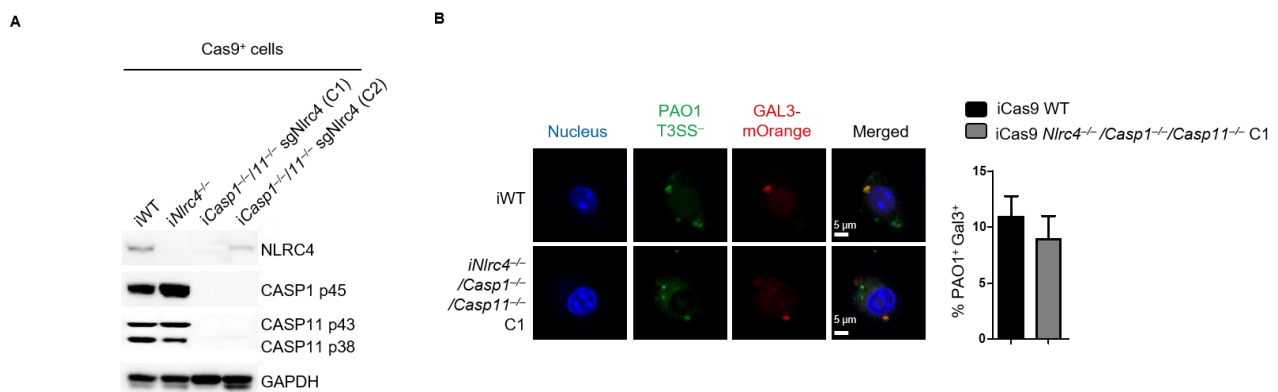 A
Cas9⁺ cells
iWT
iNlrc4⁻/⁻
iCasp1⁻/⁻/11⁻/⁻ sgNlrc4 (C1)
iCasp1⁻/⁻/11⁻/⁻ sgNlrc4 (C2)
NLRC4
CASP1 p45
CASP11 p43
CASP11 p38
GAPDH
B
Nucleus
PAO1
T3SS⁻
GAL3-
mOrange
Merged
iWT
5 µm
iNlrc4⁻/⁻
/Casp1⁻/⁻
/Casp11⁻/⁻
C1
5 µm
iCas9 WT
iCas9 Nlrc4⁻/⁻ /Casp1⁻/⁻/Casp11⁻/⁻ C1
% PAO1⁺ Gal3⁺
15
10
5
0